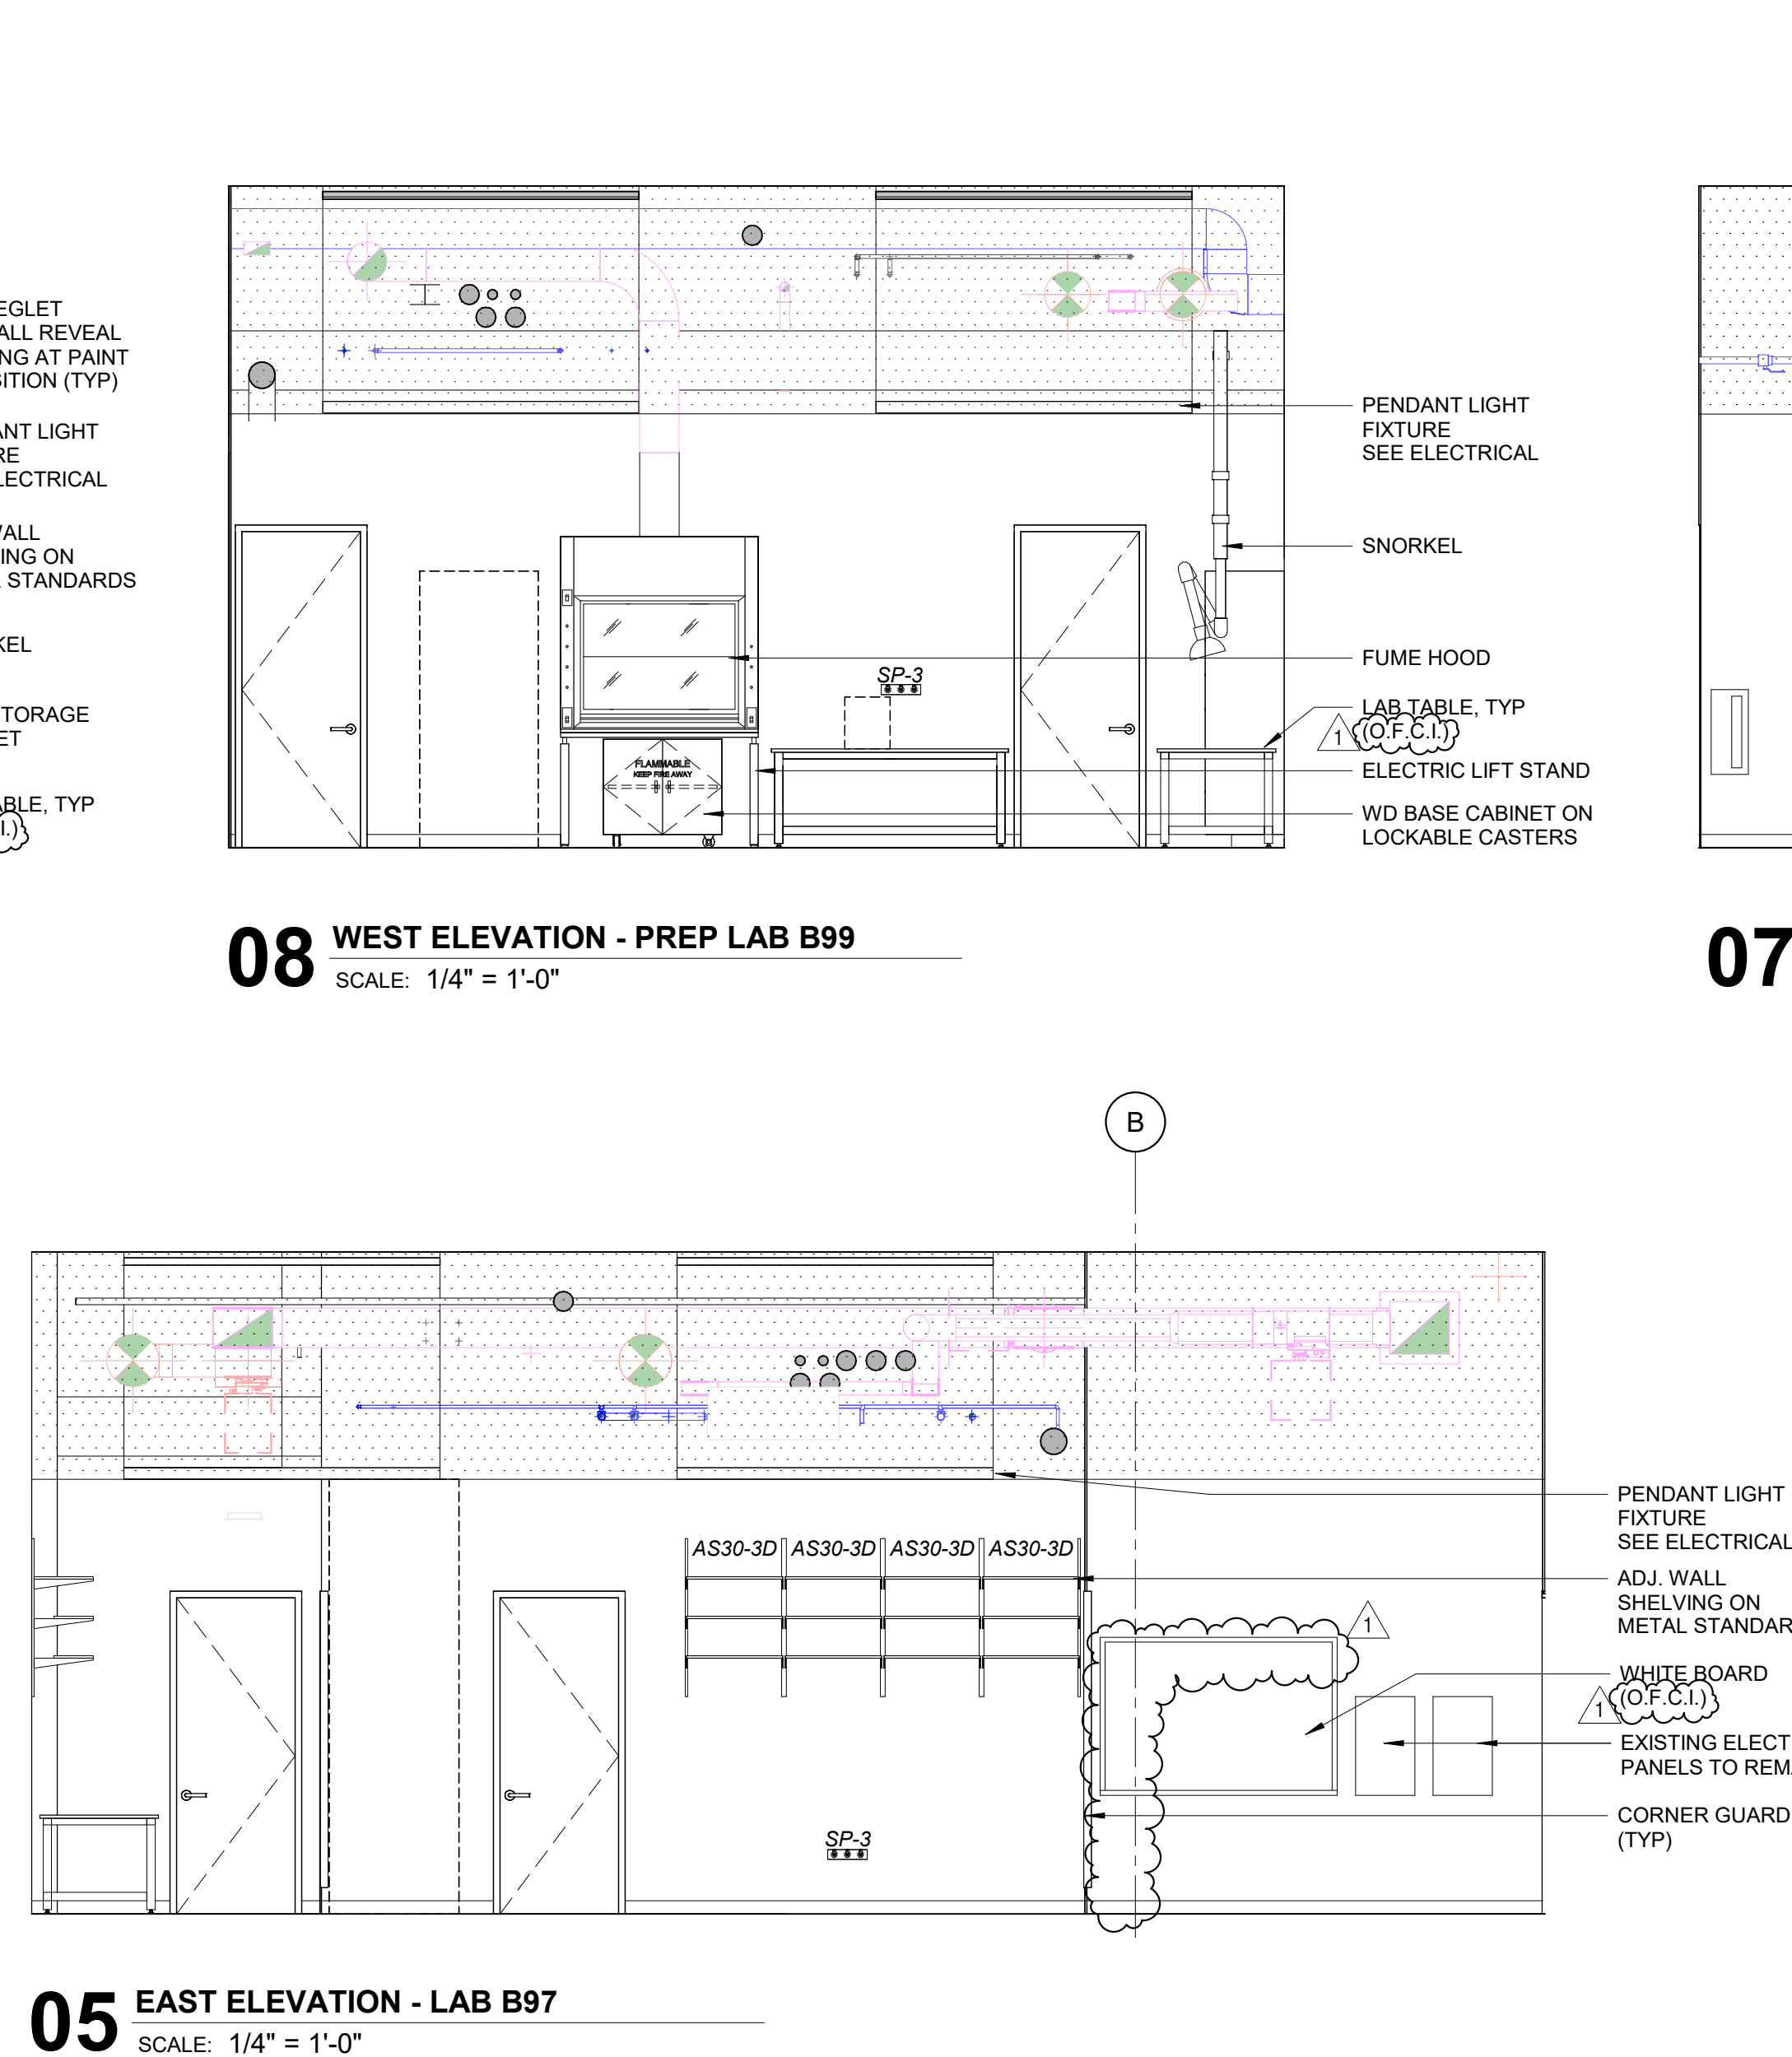 EGLET
ALL REVEAL
NG AT PAINT
SITION (TYP)
ANT LIGHT
RE
LECTRICAL
WALL
ING ON
STANDARDS
KEL
STORAGE
ET
ABLE, TYP
I.)
SP-3
FLAMMABLE
KEEP FIRE AWAY
PENDANT LIGHT
FIXTURE
SEE ELECTRICAL
SNORKEL
FUME HOOD
LAB TABLE, TYP
1 (O.F.C.I.)
ELECTRIC LIFT STAND
WD BASE CABINET ON
LOCKABLE CASTERS
08 WEST ELEVATION - PREP LAB B99
SCALE: 1/4" = 1'-0"
07
B
AS30-3D AS30-3D AS30-3D AS30-3D
1
SP-3
PENDANT LIGHT
FIXTURE
SEE ELECTRICAL
ADJ. WALL
SHELVING ON
METAL STANDAR
WHITE BOARD
1 (O.F.C.I.)
EXISTING ELECT
PANELS TO REM
CORNER GUARD
(TYP)
05 EAST ELEVATION - LAB B97
SCALE: 1/4" = 1'-0"